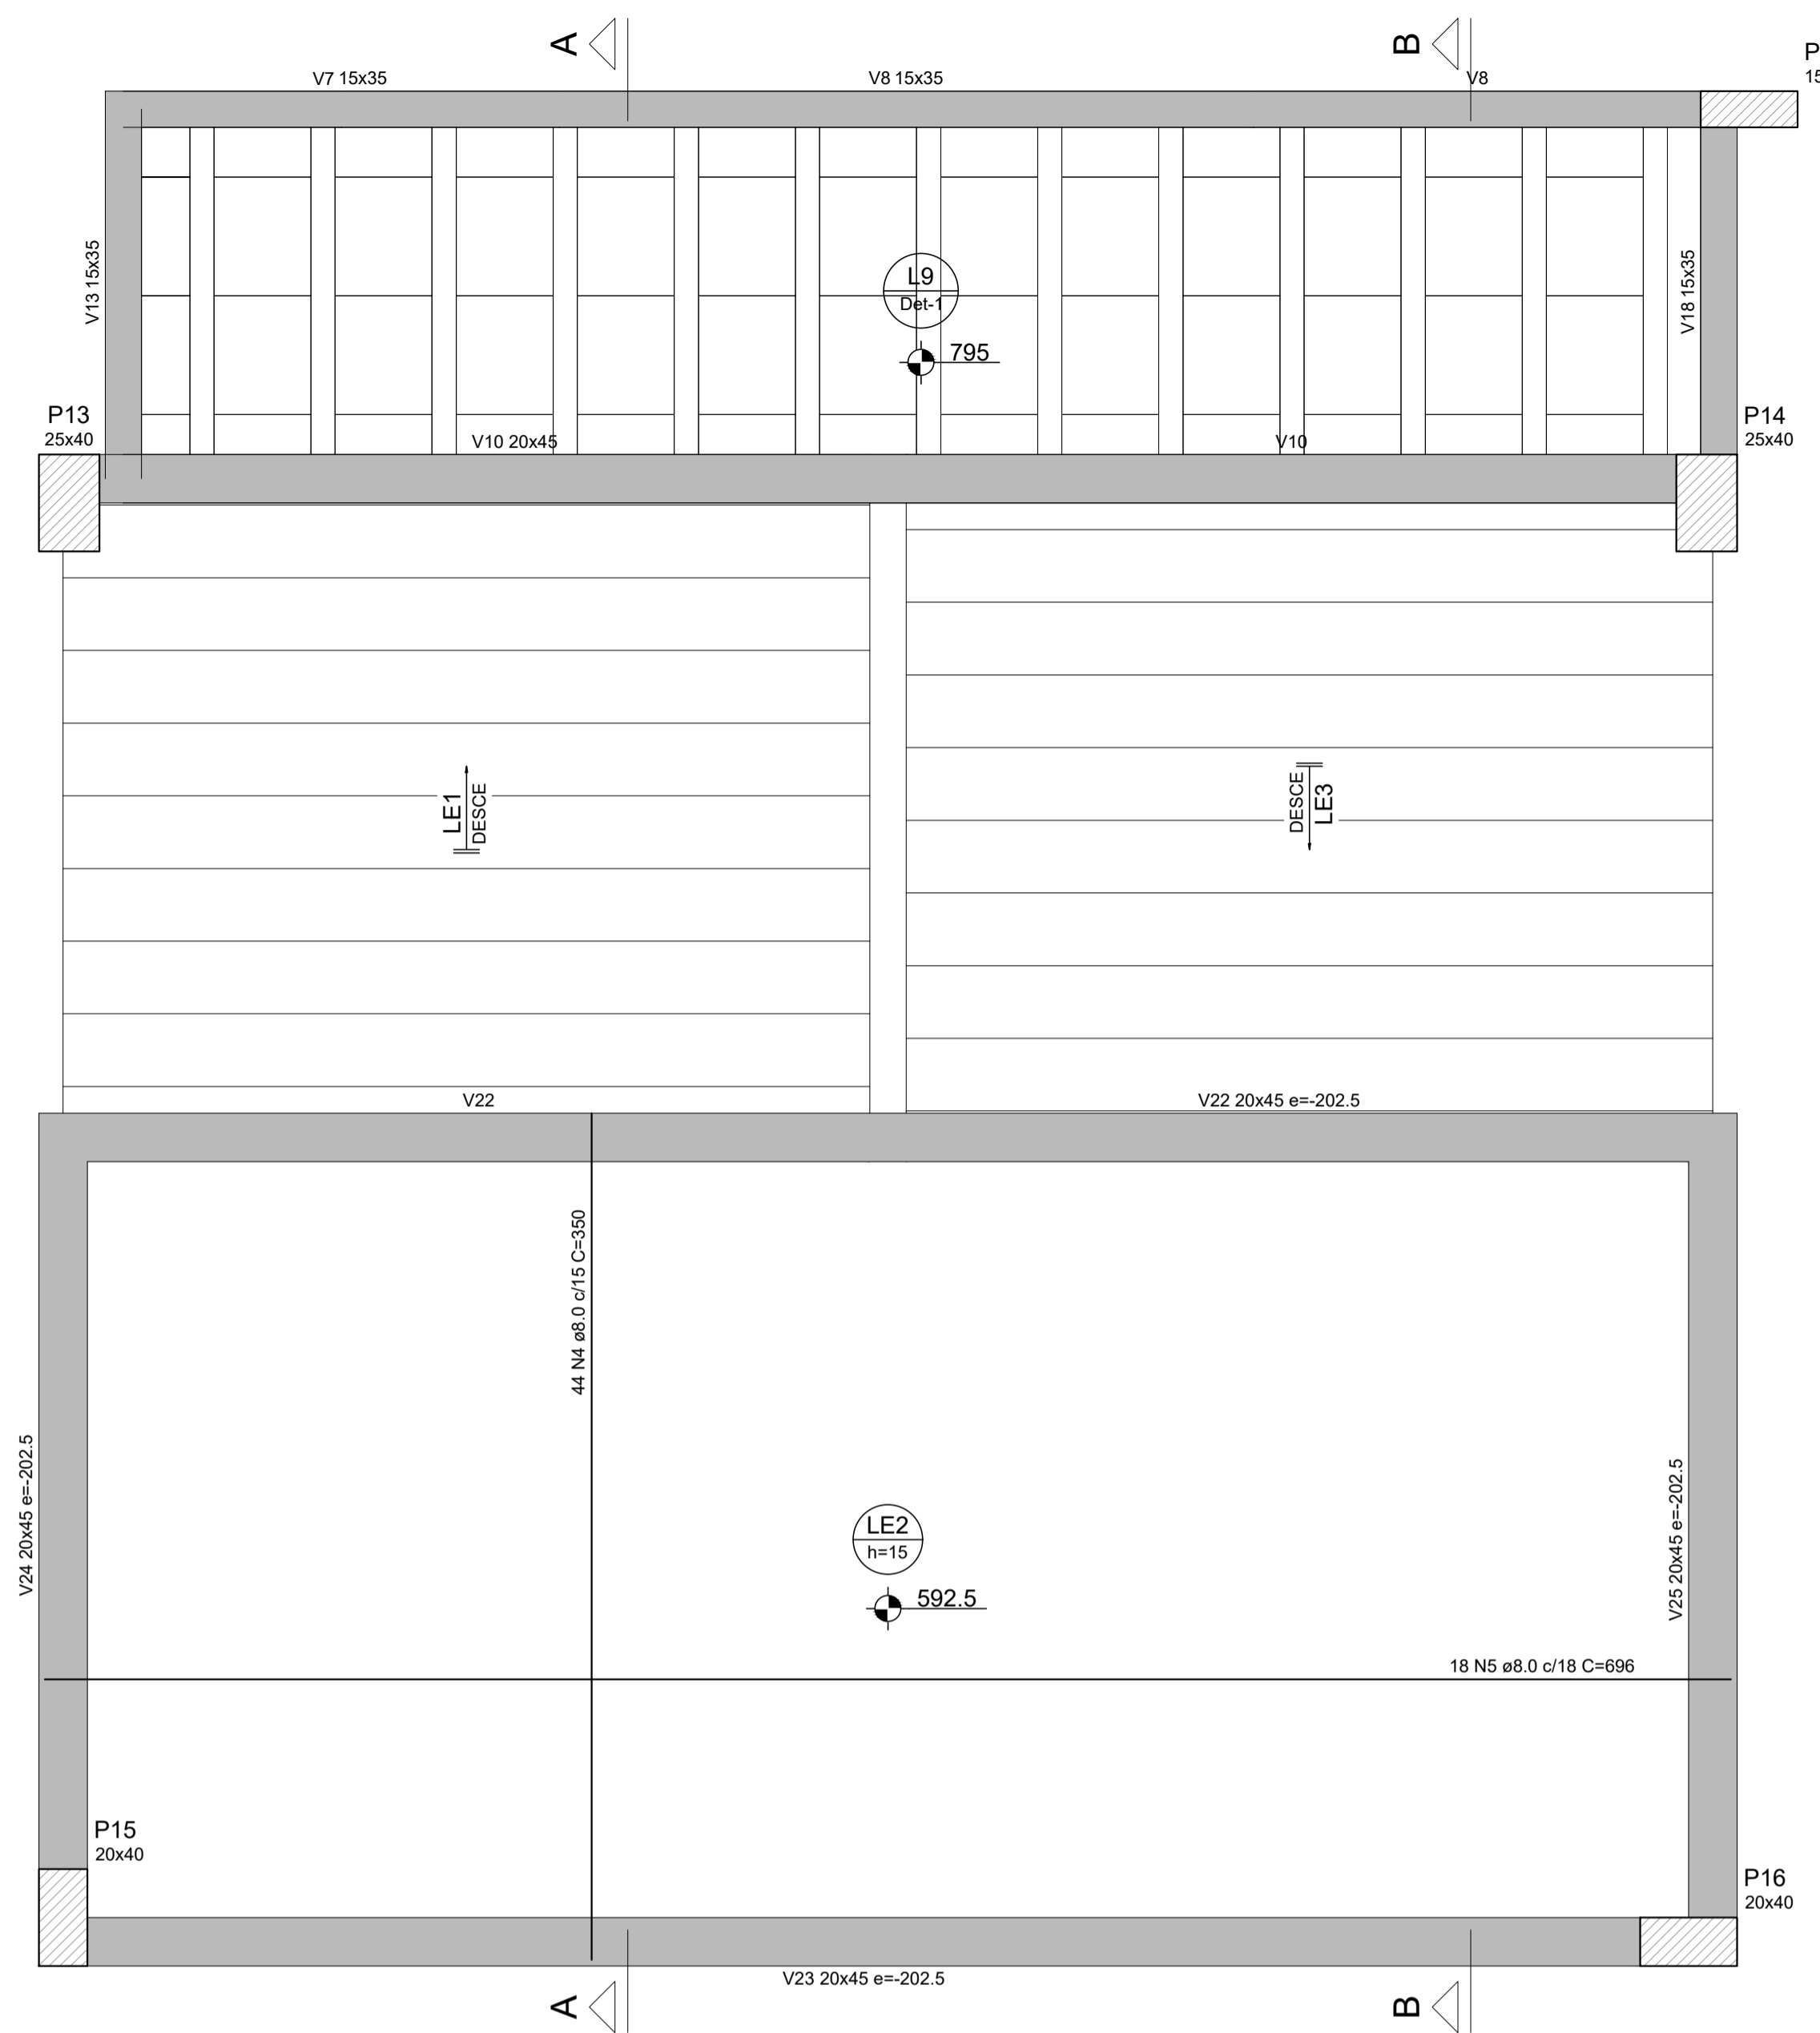 A
B
P
15
V7 15x35
V8 15x35
V8
V13 15x35
L9
Det-1
V18 15x35
795
P13
25x40
P14
25x40
V10 20x45
V10
LE1
DESCE
DESCE
LE3
V22
V22 20x45 e=-202.5
44 N4 ø8.0 c/15 C=350
V24 20x45 e=-202.5
V25 20x45 e=-202.5
LE2
h=15
592.5
18 N5 ø8.0 c/18 C=696
P15
20x40
P16
20x40
V23 20x45 e=-202.5
A
B